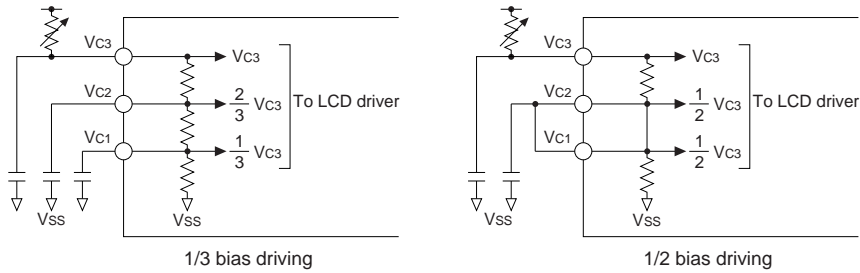 VC3
VC3
VC2
2
3
VC3
To LCD driver
VC1
1
3
VC3
VSS
VSS
1/3 bias driving
VC3
VC3
VC2
1
2
VC3
To LCD driver
VC1
1
2
VC3
VSS
VSS
1/2 bias driving